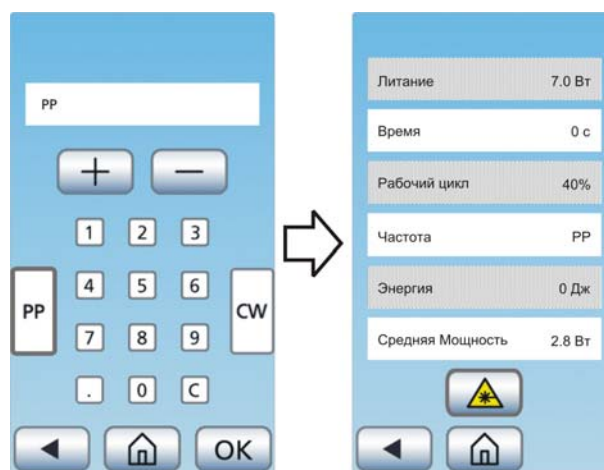 PP
1 2 3
4 5 6
PP
CW
7 8 9
. 0 C
OK
Литание 7.0 Вт
Время 0 с
Рабочий цикл 40%
Частота PP
Энергия 0 Дж
Средняя Мощность 2.8 Вт